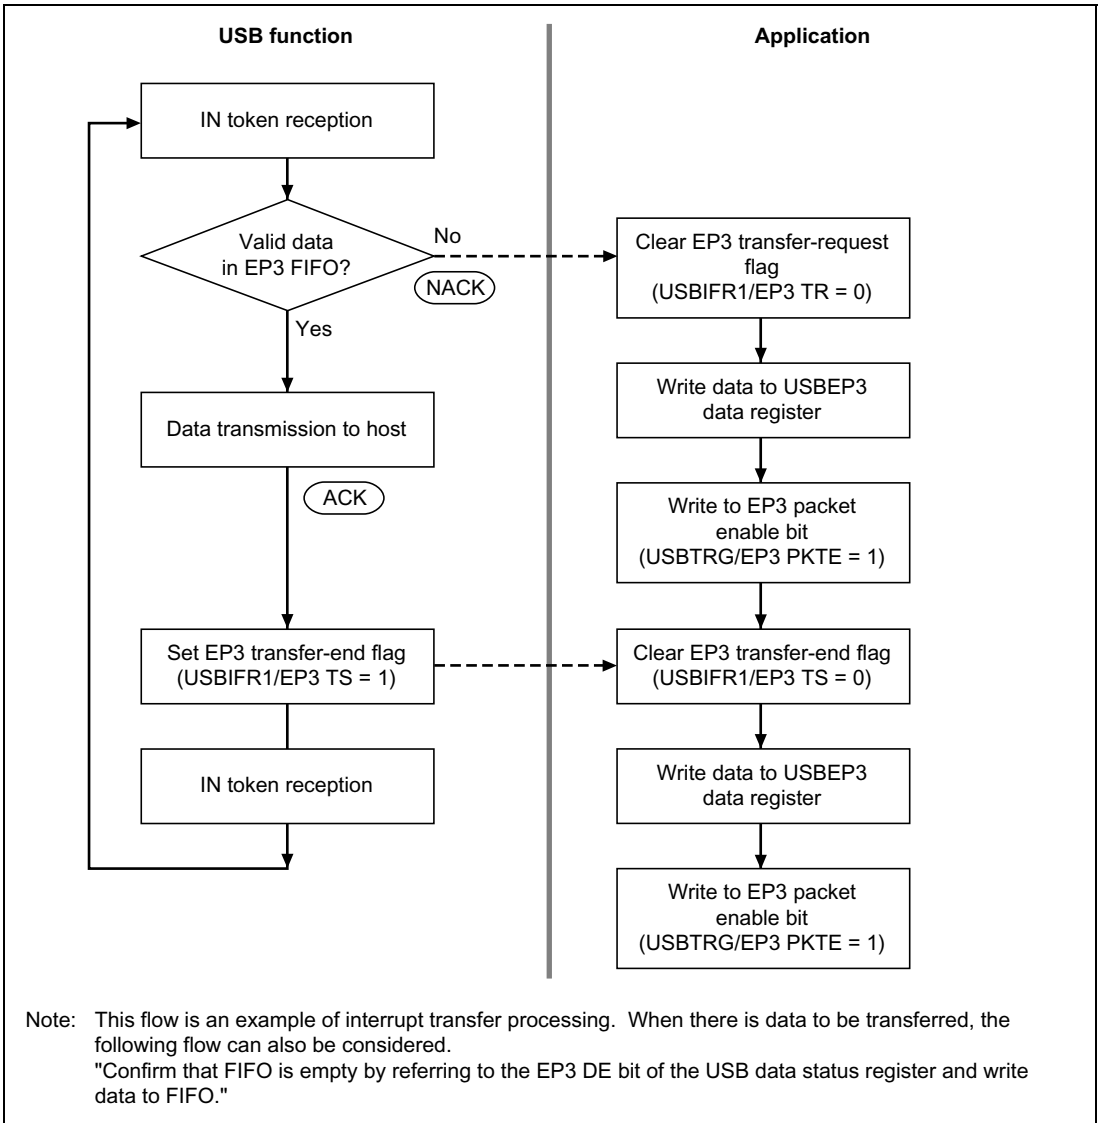 USB function
Application
IN token reception
Valid data
in EP3 FIFO?
No
NACK
Yes
Data transmission to host
ACK
Set EP3 transfer-end flag
(USBIFR1/EP3 TS = 1)
IN token reception
Clear EP3 transfer-request
flag
(USBIFR1/EP3 TR = 0)
Write data to USBEP3
data register
Write to EP3 packet
enable bit
(USBTRG/EP3 PKTE = 1)
Clear EP3 transfer-end flag
(USBIFR1/EP3 TS = 0)
Write data to USBEP3
data register
Write to EP3 packet
enable bit
(USBTRG/EP3 PKTE = 1)
Note: This flow is an example of interrupt transfer processing. When there is data to be transferred, the
following flow can also be considered.
"Confirm that FIFO is empty by referring to the EP3 DE bit of the USB data status register and write
data to FIFO."